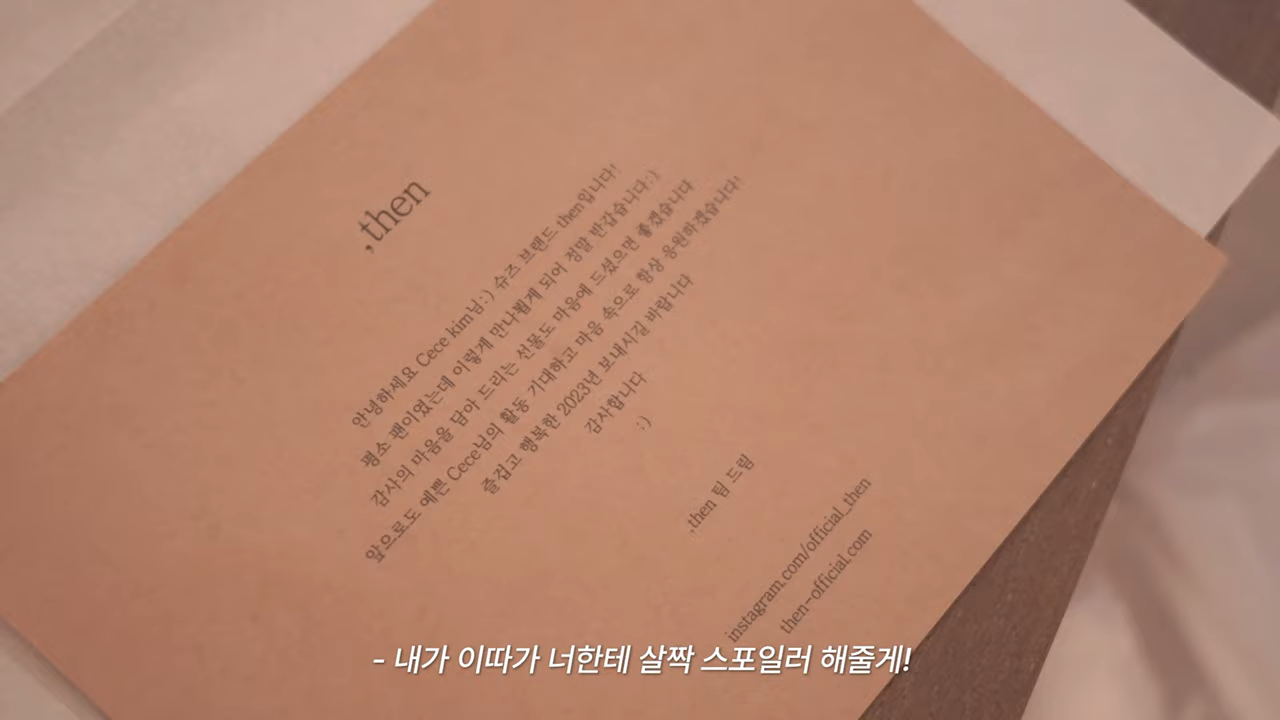 ,then
안녕하세요 Cece kim님:) 슈즈 브랜드 then입니다!
평소 팬이였는데 이렇게 만나뵙게 되어 정말 반갑습니다:)
감사의 마음을 담아 드리는 선물도 마음에 드셨으면 좋겠습니다
앞으로도 예쁜 Cece님의 활동 기대하고 마음 속으로 항상 응원하겠습니다!
즐겁고 행복한 2023년 보내시길 바랍니다
감사합니다
:)
,then 팀 드림
instagram.com/official_then
then-official.com
- 내가 이따가 너한테 살짝 스포일러 해줄게!